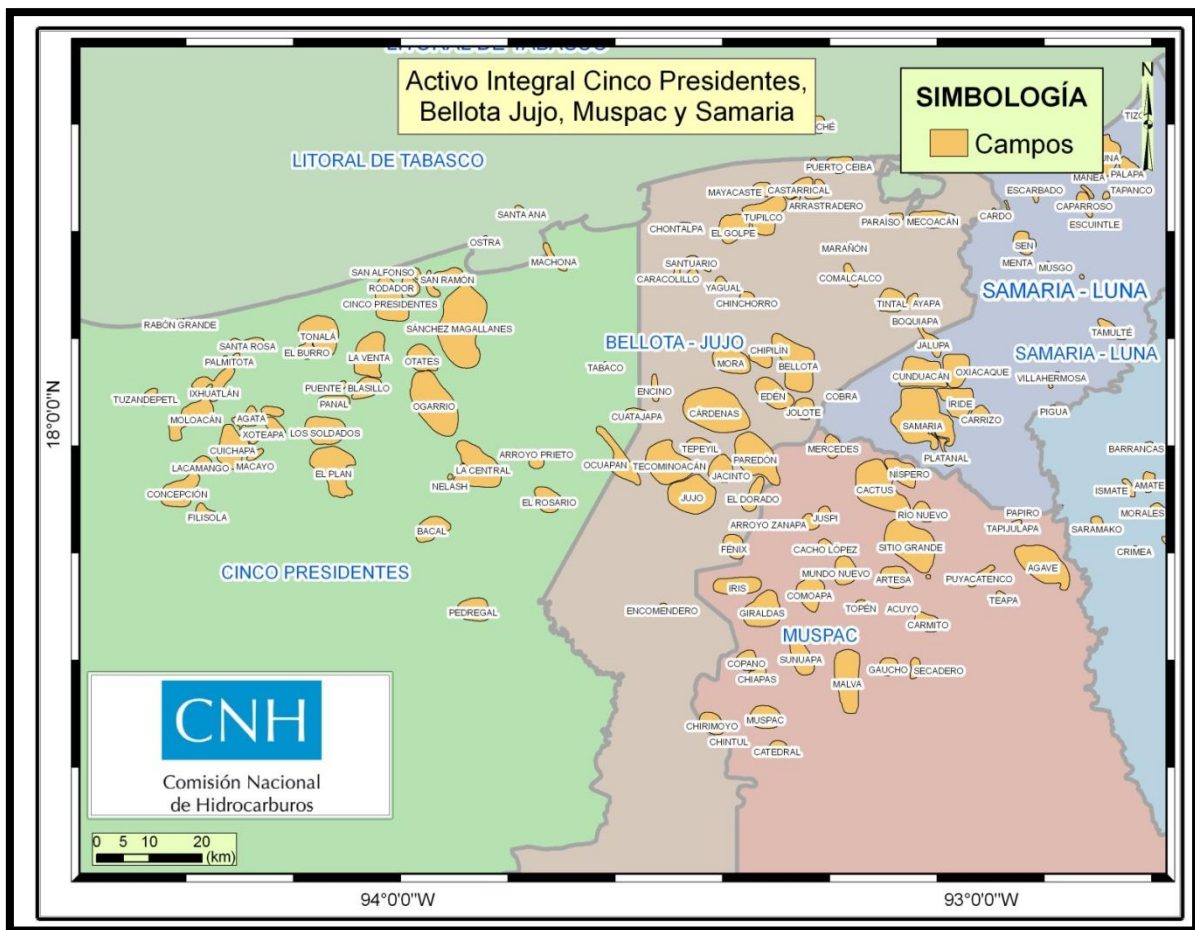 LITORAL DE TABASCO
Activo Integral Cinco Presidentes,
Bellota Jujo, Muspac y Samaria
SIMBOLOGÍA
Campos
N
LITORAL DE TABASCO
PUERTO CEIBA
MAYACASTE
CASTARRICAL
ARRASTRADERO
TUPILCO
EL GOLPE
CHONTALPA
PARAÍSO
MECOACÁN
CARDO
ESCARBADO
MANEA
PALAPA
TAPANCO
CAPARROSO
ESCUINTLE
SANTA ANA
OSTRA
MACHONA
SANTUARIO
CARACOLILLO
YAGUAL
CHINCHORRO
MARAÑÓN
COMALCALCO
SEN
MENTA
MUSGO
SAN ALFONSO
RODADOR
SAN RAMÓN
CINCO PRESIDENTES
SÁNCHEZ MAGALLANES
TINTAL
AYAPA
BOQUIAPA
JALUPA
SAMARIA - LUNA
TAMULTÉ
SAMARIA - LUNA
RABÓN GRANDE
TONALÁ
EL BURRO
SANTA ROSA
PALMITOTA
LA VENTA
OTATES
BELLOTA - JUJO
CHIPILÍN
MORA
BELLOTA
TABACO
ENCINO
EDÉN
COBRA
CUNDUACÁN
OXIACAQUE
VILLAHERMOSA
TUZANDEPETL
IXHUATLÁN
PUENTE
BLASILLO
PANAL
OGARRIO
CUATAJAPA
CÁRDENAS
JOLOTE
SAMARIA
ÍRIDE
CARRIZO
PIGUA
MOLOACÁN
AGATA
XOTEAPA
LOS SOLDADOS
CUICHAPA
PLATANAL
BARRANCAS
LACAMANGO
MACAYO
EL PLAN
LA CENTRAL
ARROYO PRIETO
NELASH
OCUAPAN
TEPEYIL
TECOMINOACÁN
JACINTO
PAREDÓN
MERCEDES
NÍSPERO
CACTUS
CONCEPCIÓN
FILISOLA
EL ROSARIO
JUJO
EL DORADO
ARROYO ZANAPA
JUSPI
RÍO NUEVO
PAPIRO
TAPIJULAPA
SARAMAKO
ISMATE
AMATE
MORALES
BACAL
FÉNIX
CACHO LÓPEZ
SITIO GRANDE
CRIMEA
CINCO PRESIDENTES
MUNDO NUEVO
ARTESA
PUYACATENCO
AGAVE
IRIS
COMOAPA
TEAPA
PEDREGAL
ENCOMENDERO
GIRALDAS
TOPÉN
ACUYO
CARMITO
MUSPAC
COPANO
CHIAPAS
SUNUAPA
MALVA
GAUCHO
SECADERO
CHIRIMOYO
MUSPAC
CHINTUL
CATEDRAL
CNH
Comisión Nacional
de Hidrocarburos
0 5 10 20
(km)
18°0'0"N
94°0'0"W
93°0'0"W